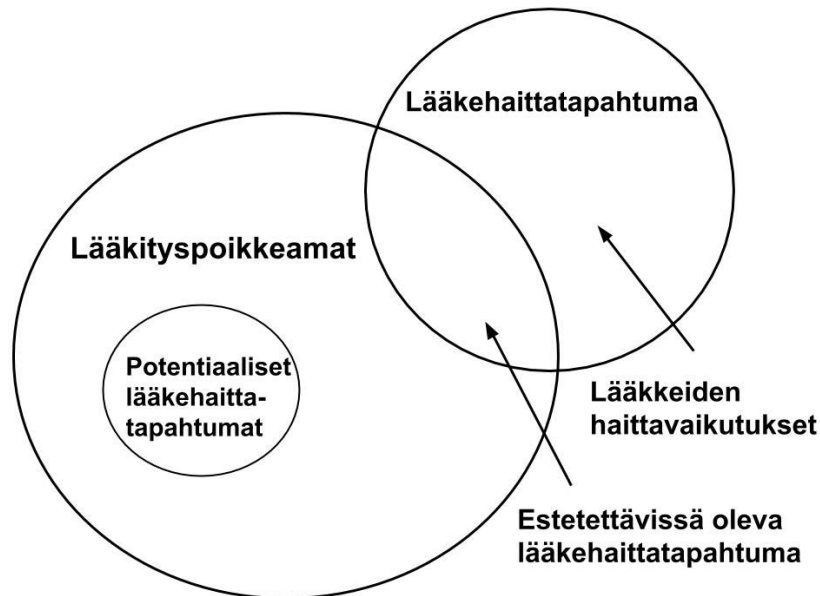 Lääkehaittatapahtuma
Lääkityspoikkeamat
Potentiaaliset
lääkehaitta-
tapahtumat
Lääkkeiden
haittavaikutukset
Estetettävissä oleva
lääkehaittatapahtuma